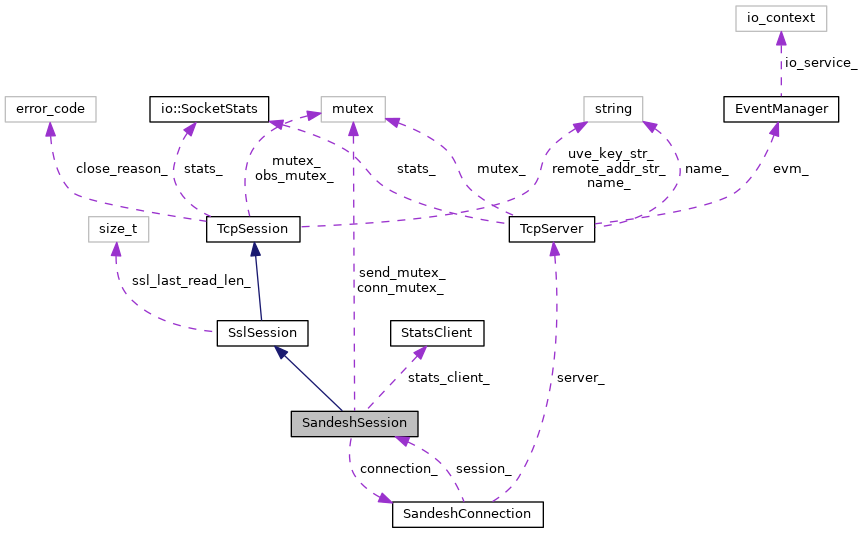 io_context
io_service_
error_code
io::SocketStats
mutex
string
EventManager
close_reason_
stats_
mutex_
obs_mutex_
stats_
mutex_
uve_key_str_
remote_addr_str_
name_
name_
evm_
size_t
TcpSession
TcpServer
ssl_last_read_len_
send_mutex_
conn_mutex_
SslSession
StatsClient
stats_client_
server_
SandeshSession
connection_
session_
SandeshConnection